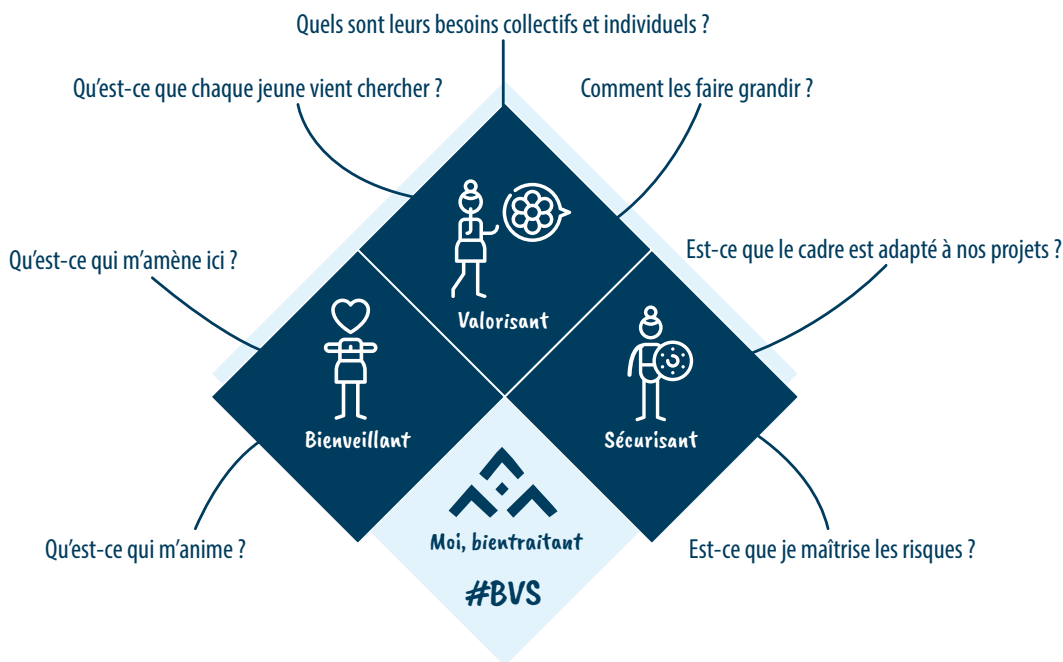 Quels sont leurs besoins collectifs et individuels ?
Qu’est-ce que chaque jeune vient chercher ?
Comment les faire grandir ?
Qu’est-ce qui m’amène ici ?
Est-ce que le cadre est adapté à nos projets ?
Valorisant
Bienveillant
Sécurisant
Moi, bientraitant
Qu’est-ce qui m’anime ?
Est-ce que je maîtrise les risques ?
#BVS